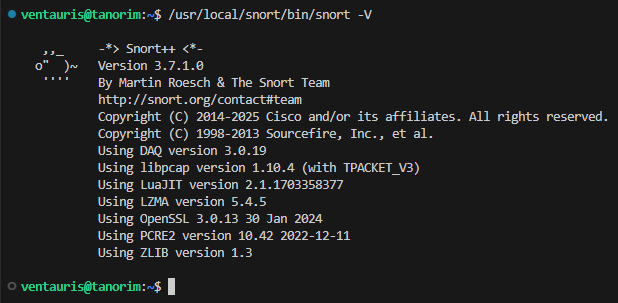 ventauris@tanorim:~$ /usr/local/snort/bin/snort -V
   ,,_     -*> Snort++ <*-
  o"  )~   Version 3.7.1.0
   ''''    By Martin Roesch & The Snort Team
           http://snort.org/contact#team
           Copyright (C) 2014-2025 Cisco and/or its affiliates. All rights reserved.
           Copyright (C) 1998-2013 Sourcefire, Inc., et al.
           Using DAQ version 3.0.19
           Using libpcap version 1.10.4 (with TPACKET_V3)
           Using LuaJIT version 2.1.1703358377
           Using LZMA version 5.4.5
           Using OpenSSL 3.0.13 30 Jan 2024
           Using PCRE2 version 10.42 2022-12-11
           Using ZLIB version 1.3
ventauris@tanorim:~$